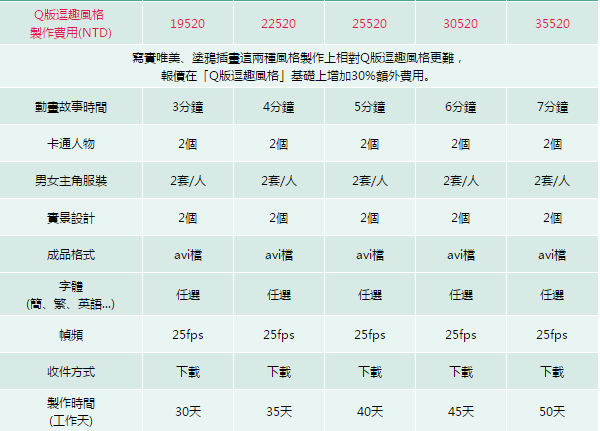 Q版逗趣風格
製作費用(NTD) 19520 22520 25520 30520 35520
寫實唯美、塗鴉插畫這兩種風格製作上相對Q版逗趣風格更難，
報價在「Q版逗趣風格」基礎上增加30%額外費用。
動畫故事時間 3分鐘 4分鐘 5分鐘 6分鐘 7分鐘
卡通人物 2個 2個 2個 2個 2個
男女主角服裝 2套/人 2套/人 2套/人 2套/人 2套/人
實景設計 2個 2個 2個 2個 2個
成品格式 avi檔 avi檔 avi檔 avi檔 avi檔
字體
(簡、繁、英語...) 任選 任選 任選 任選 任選
幀頻 25fps 25fps 25fps 25fps 25fps
收件方式 下載 下載 下載 下載 下載
製作時間
(工作天) 30天 35天 40天 45天 50天